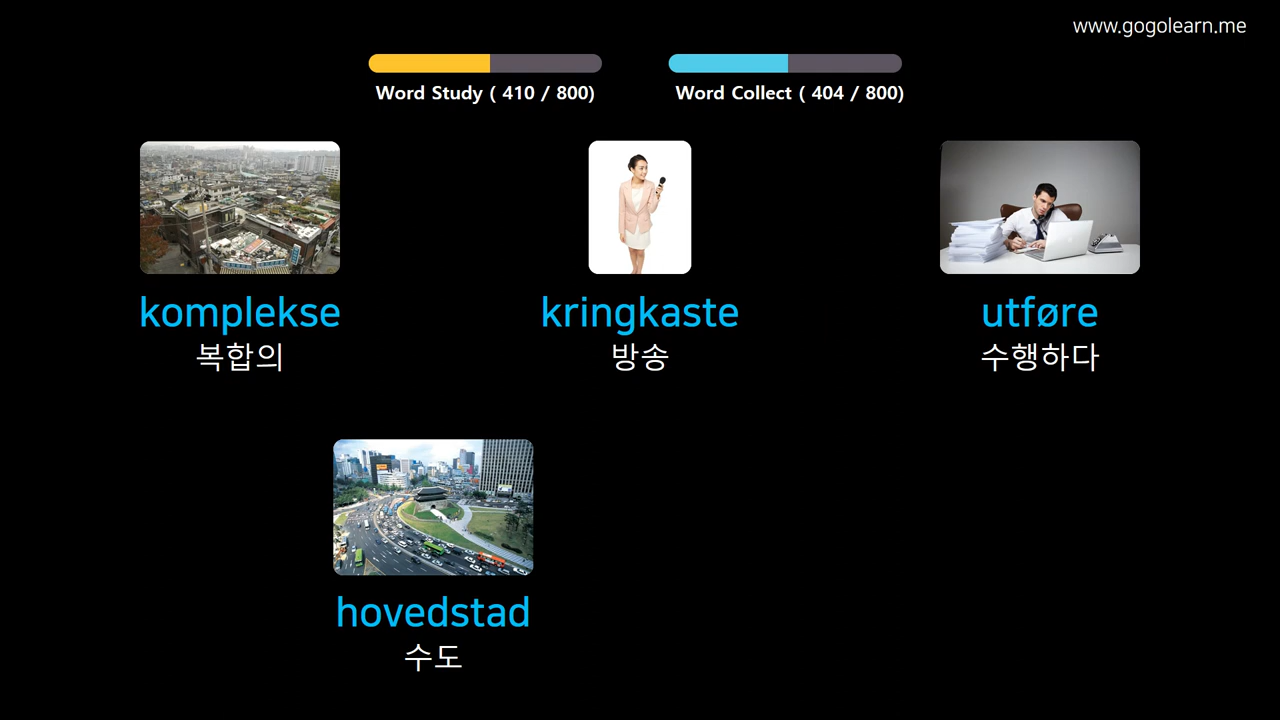 www.gogolearn.me
Word Study ( 410 / 800)
Word Collect ( 404 / 800)
komplekse
복합의
kringkaste
방송
utføre
수행하다
hovedstad
수도